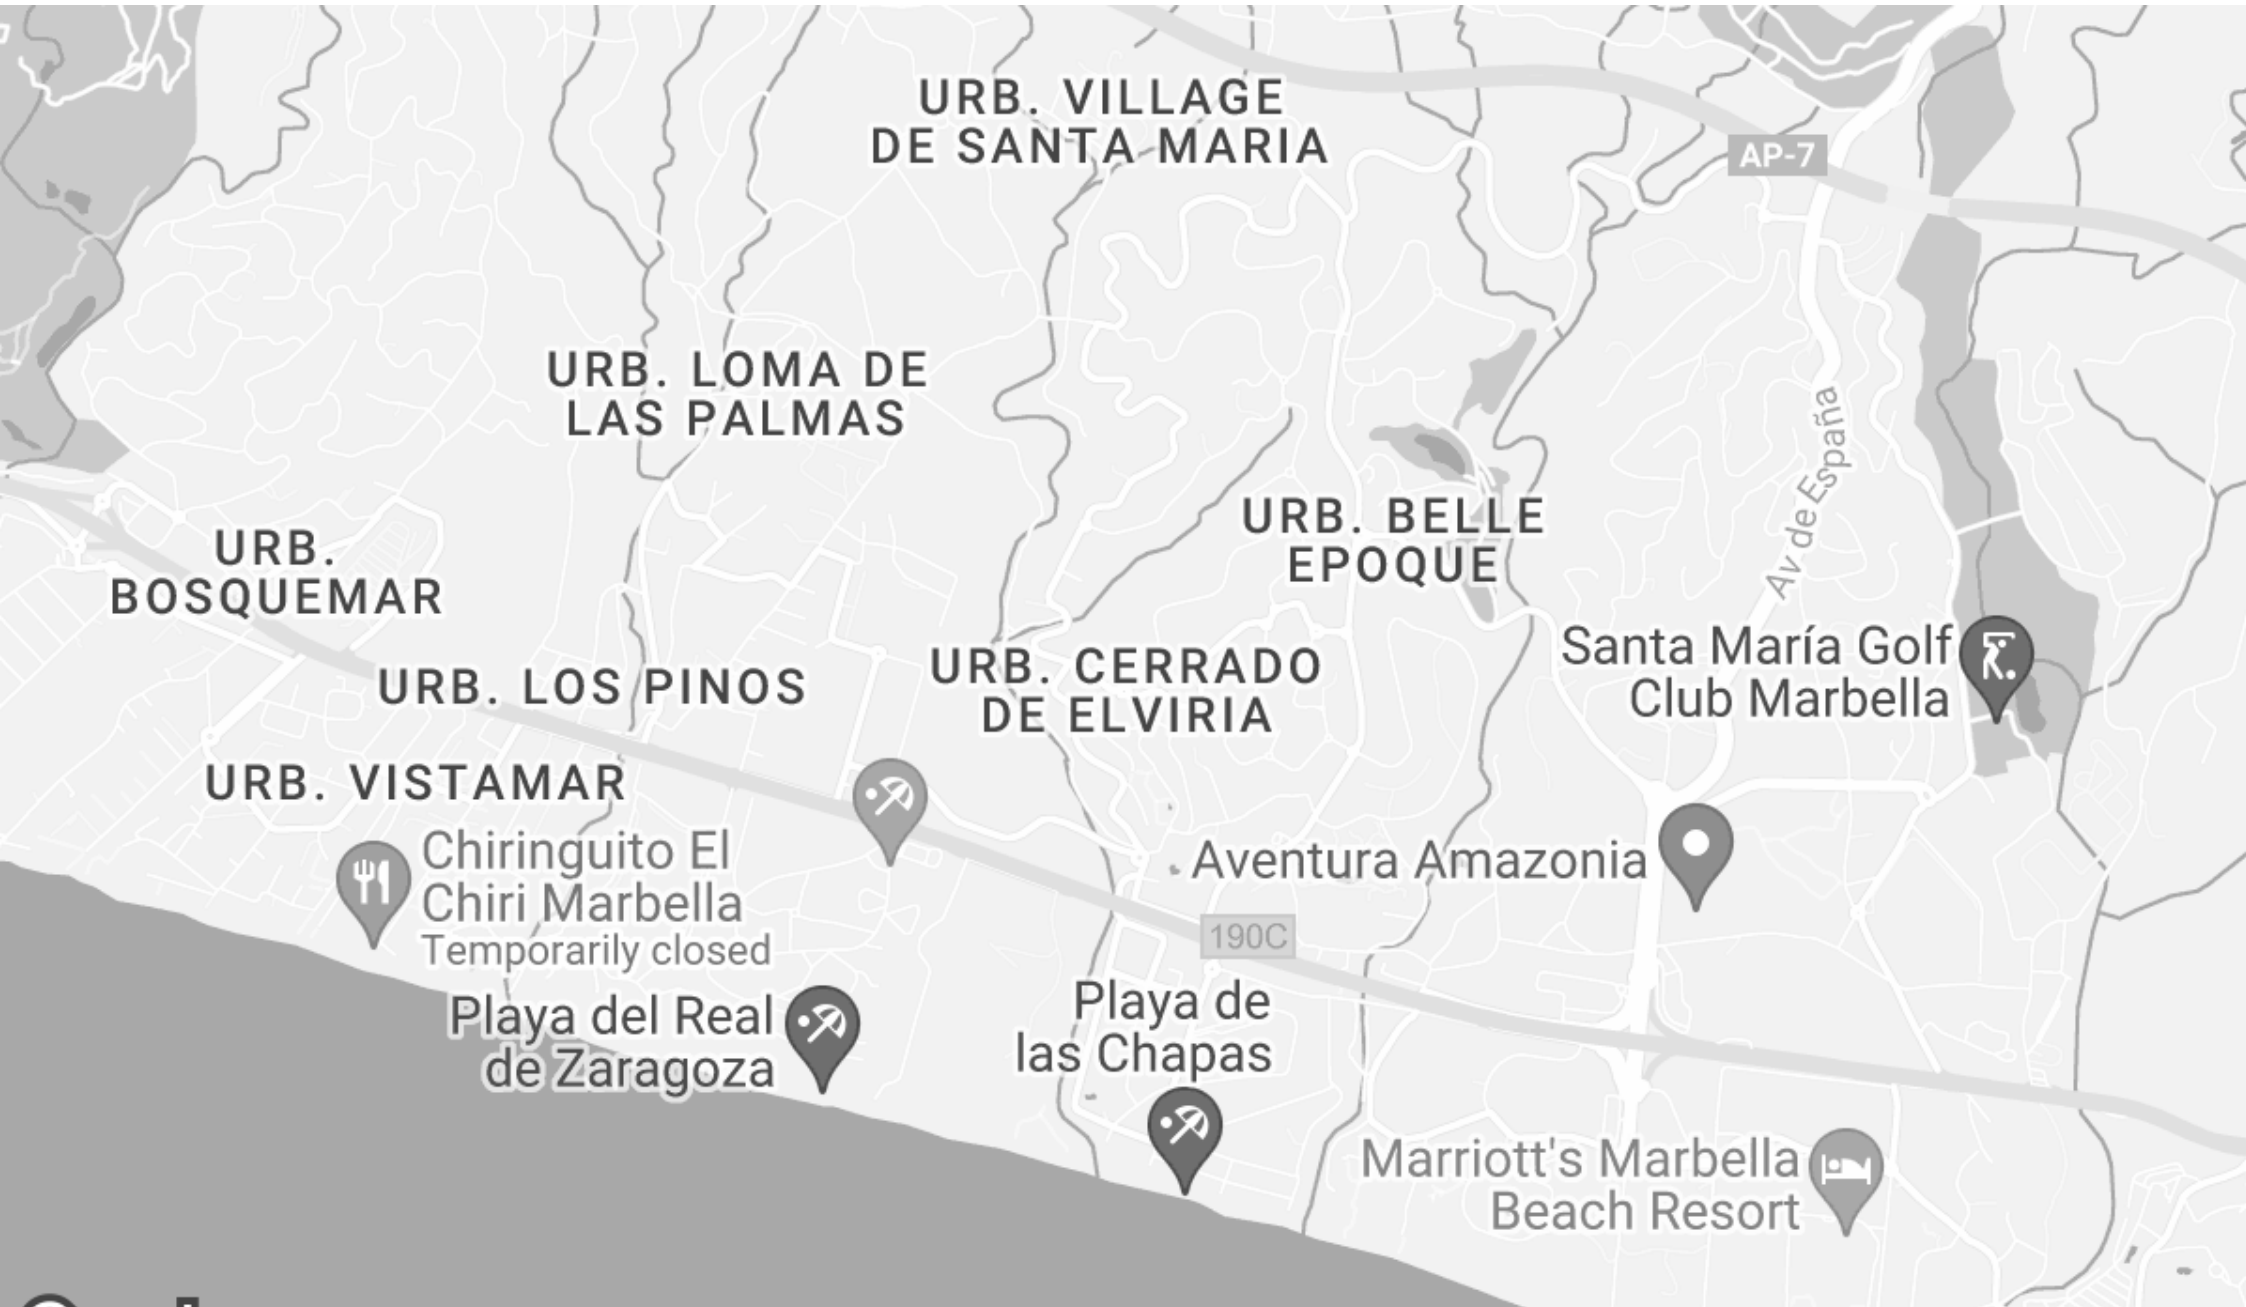 URB. VILLAGE
DE SANTA MARIA
AP-7
URB. LOMA DE
LAS PALMAS
Av de España
URB. BELLE
EPOQUE
URB.
BOSQUEMAR
Santa María Golf
Club Marbella
URB. CERRADO
DE ELVIRIA
URB. LOS PINOS
URB. VISTAMAR
Chiringuito El
Chiri Marbella
Temporarily closed
Aventura Amazonia
190C
Playa del Real
de Zaragoza
Playa de
las Chapas
Marriott's Marbella
Beach Resort